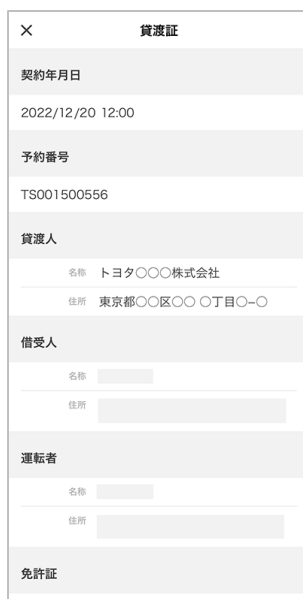 貸渡証
契約年月日
2022/12/20 12:00
予約番号
TS001500556
貸渡人
名称 トヨタ○○○株式会社
住所 東京都○○区○○ ○丁目○−○
借受人
名称
住所
運転者
名称
住所
免許証